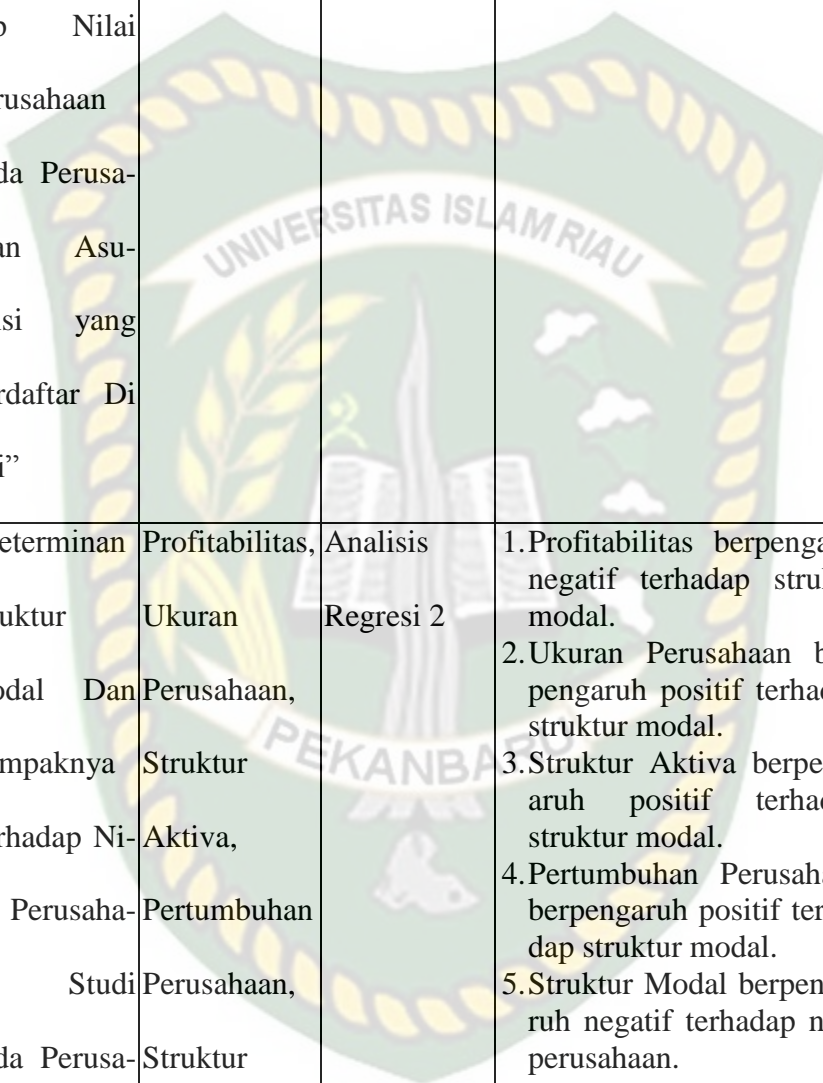 p Nilai
rusahaan
da Perusa-
an Asu-
si yang
rdaftar Di
i”
eterminan
uktur
odal Dan
mpaknya
rhadap Ni-
Perusaha-
Studi
da Perusa-
Profitabilitas,
Ukuran
Perusahaan,
Struktur
Aktiva,
Pertumbuhan
Perusahaan,
Struktur
Analisis
Regresi 2
1.Profitabilitas berpenga
negatif terhadap stru
modal.
2.Ukuran Perusahaan b
pengaruh positif terha
struktur modal.
3.Struktur Aktiva berpe
aruh positif terha
struktur modal.
4.Pertumbuhan Perusaha
berpengaruh positif ter
dap struktur modal.
5.Struktur Modal berpen
ruh negatif terhadap n
perusahaan.
UNIVERSITAS ISLAM RIAU
PEKANBARU